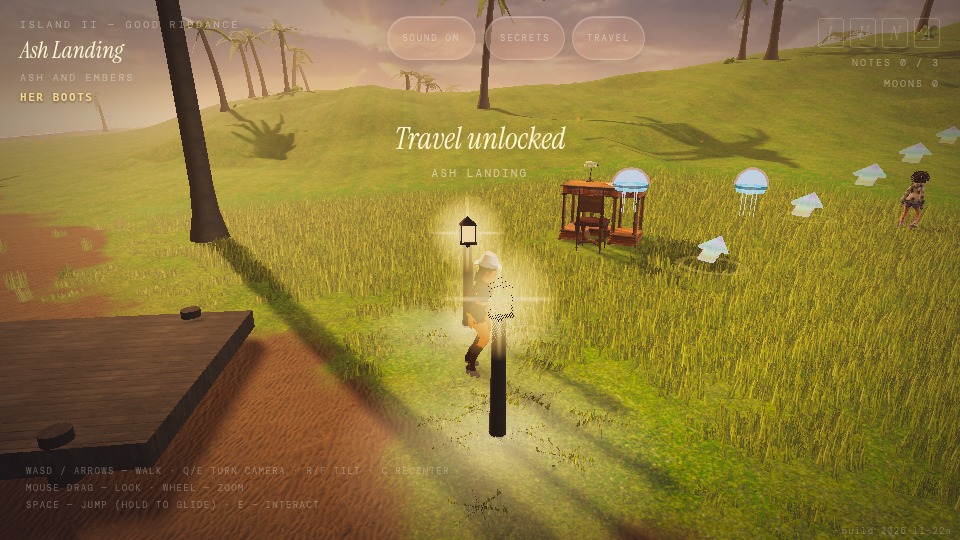 ISLAND II — GOOD RIDDANCE
Ash Landing
ASH AND EMBERS
HER BOOTS
SOUND ON
SECRETS
TRAVEL
NOTES 0 / 3
MOONS 0
Travel unlocked
ASH LANDING
WASD / ARROWS — WALK · Q/E TURN CAMERA · R/F TILT · C RECENTER
MOUSE DRAG — LOOK · WHEEL — ZOOM
SPACE — JUMP (HOLD TO GLIDE) E — INTERACT